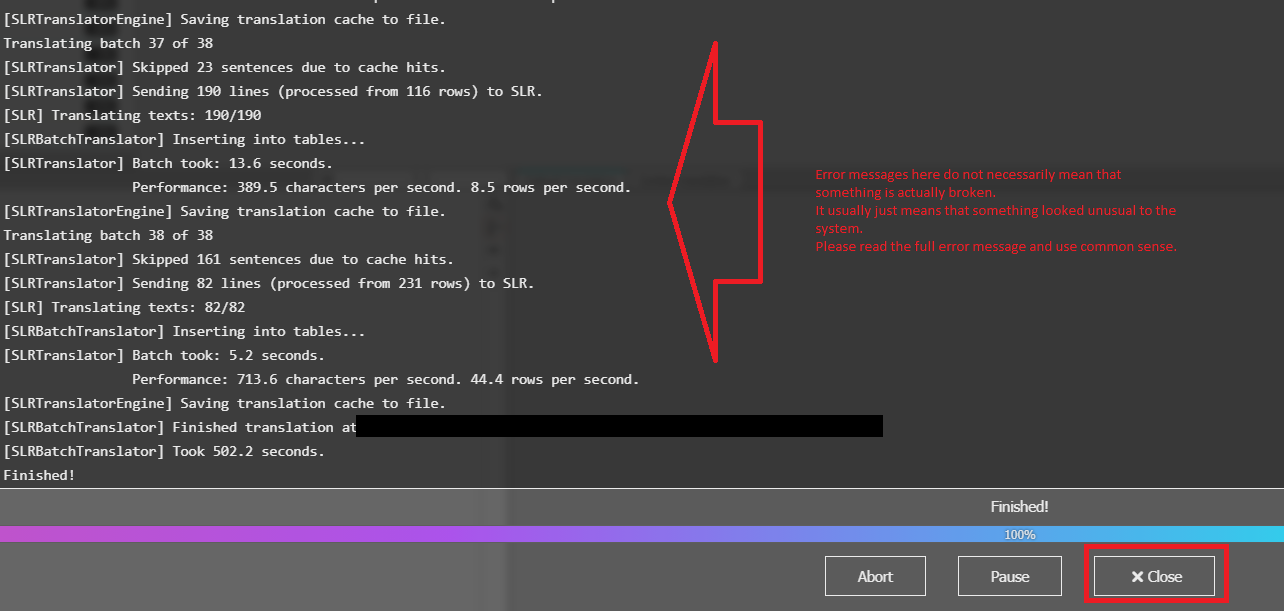 [SLRTranslatorEngine] Saving translation cache to file.
Translating batch 37 of 38
[SLRTranslator] Skipped 23 sentences due to cache hits.
[SLRTranslator] Sending 190 lines (processed from 116 rows) to SLR.
[SLR] Translating texts: 190/190
[SLRBatchTranslator] Inserting into tables...
[SLRTranslator] Batch took: 13.6 seconds.
Performance: 389.5 characters per second. 8.5 rows per second.
[SLRTranslatorEngine] Saving translation cache to file.
Translating batch 38 of 38
[SLRTranslator] Skipped 161 sentences due to cache hits.
[SLRTranslator] Sending 82 lines (processed from 231 rows) to SLR.
[SLR] Translating texts: 82/82
[SLRBatchTranslator] Inserting into tables...
[SLRTranslator] Batch took: 5.2 seconds.
Performance: 713.6 characters per second. 44.4 rows per second.
[SLRTranslatorEngine] Saving translation cache to file.
[SLRBatchTranslator] Finished translation at
[SLRBatchTranslator] Took 502.2 seconds.
Finished!
Error messages here do not necessarily mean that
something is actually broken.
It usually just means that something looked unusual to the
system.
Please read the full error message and use common sense.
Finished!
100%
Abort
Pause
✖ Close